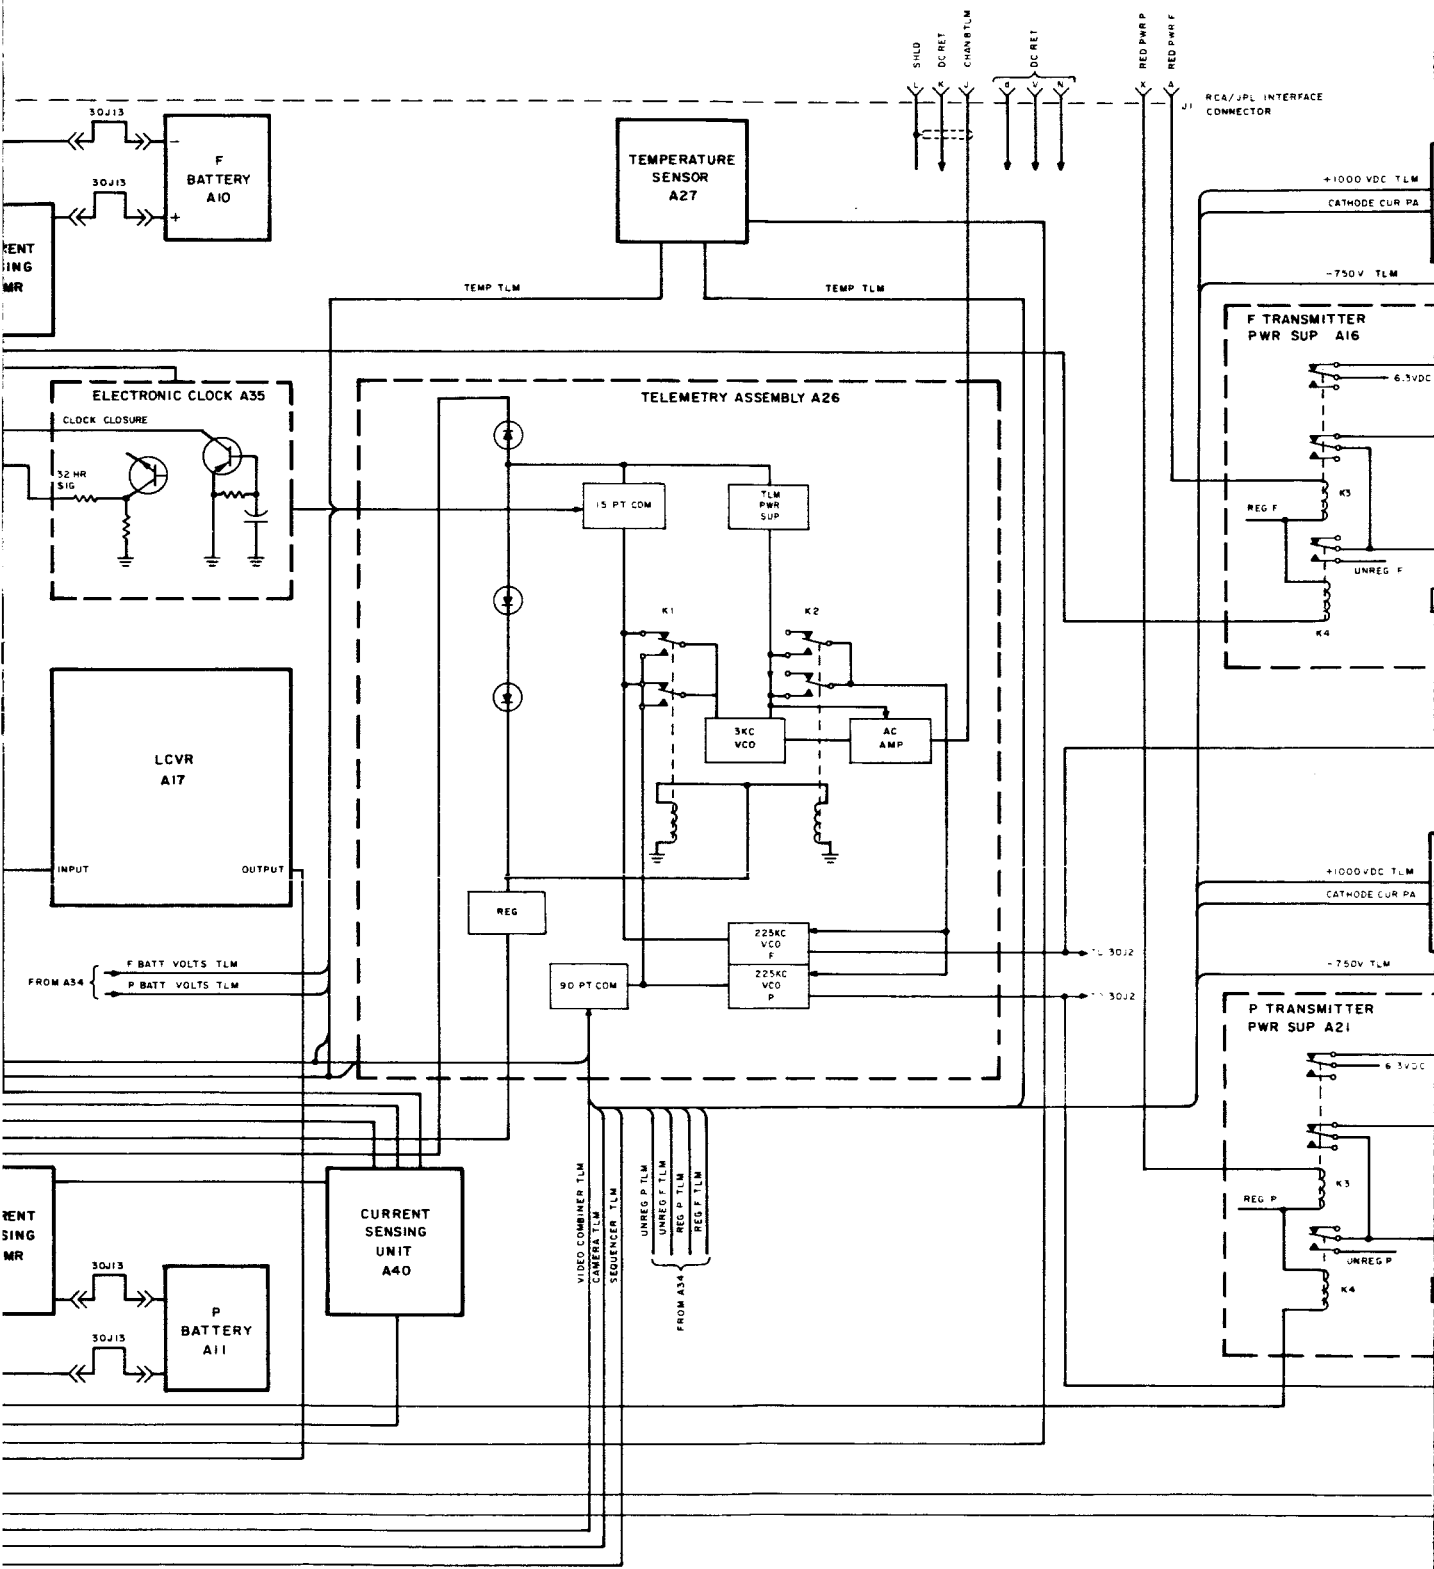 SHLD
DC RET
CHAN 8 TLM
DC RET
RED PWR P
RED PWR F
L
K
J
d
V
N
X
A
J1
RCA/JPL INTERFACE
CONNECTOR
30J13
F
BATTERY
A10
-
30J13
+
RENT
ING
MR
TEMPERATURE
SENSOR
A27
TEMP TLM
TEMP TLM
+1000 VDC TLM
CATHODE CUR PA
-750V TLM
F TRANSMITTER
PWR SUP A16
6.3VDC
K3
REG F
UNREG F
K4
ELECTRONIC CLOCK A35
CLOCK CLOSURE
32 HR
SIG
TELEMETRY ASSEMBLY A26
15 PT COM
TLM
PWR
SUP
K1
K2
3KC
VCO
AC
AMP
LCVR
A17
INPUT
OUTPUT
REG
225KC
VCO
F
225KC
VCO
P
90 PT COM
30J2
30J2
FROM A34
F BATT VOLTS TLM
P BATT VOLTS TLM
+1000VDC TLM
CATHODE CUR PA
-750V TLM
P TRANSMITTER
PWR SUP A21
6.3VDC
K3
REG P
UNREG P
K4
VIDEO COMBINER TLM
CAMERA TLM
SEQUENCER TLM
UNREG P TLM
UNREG F TLM
REG P TLM
REG F TLM
FROM A34
RENT
SING
MR
30J13
P
BATTERY
A11
30J13
CURRENT
SENSING
UNIT
A40